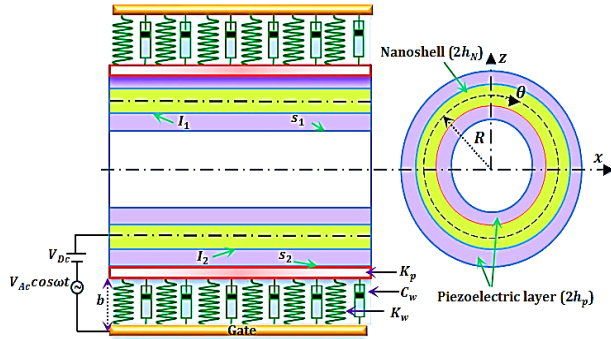 Nanoshell (2h_N)
z
θ
R
x
I_1
s_1
I_2
s_2
V_DC
V_AC cosωt
b
K_p
C_w
K_w
Gate
Piezoelectric layer (2h_p)